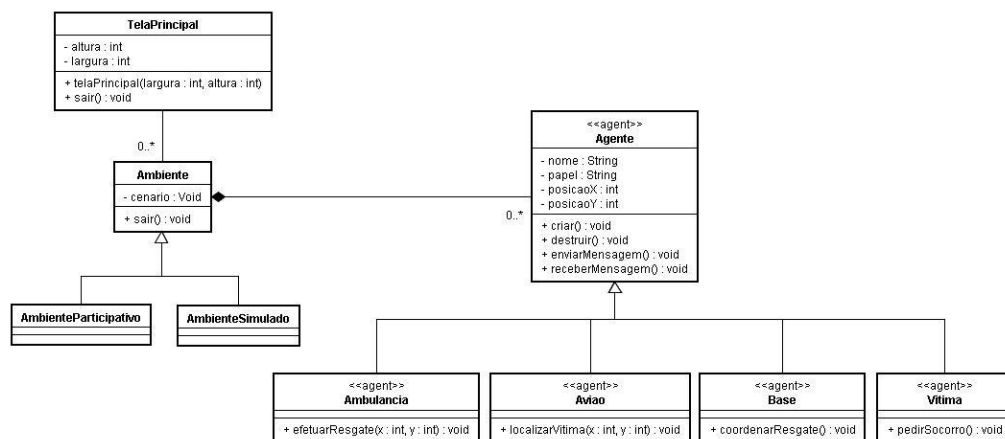 TelaPrincipal
- altura : int
- largura : int
+ telaPrincipal(largura : int, altura : int)
+ sair() : void
0..*
Ambiente
- cenario : Void
+ sair() : void
<<agent>>
Agente
- nome : String
- papel : String
- posicaoX : int
- posicaoY : int
+ criar() : void
+ destruir() : void
+ enviarMensagem() : void
+ receberMensagem() : void
0..*
AmbienteParticipativo
AmbienteSimulado
<<agent>>
Ambulancia
+ efetuarResgate(x : int, y : int) : void
<<agent>>
Aviao
+ localizarVitima(x : int, y : int) : void
<<agent>>
Base
+ coordenarResgate() : void
<<agent>>
Vitima
+ pedirSocorro() : void